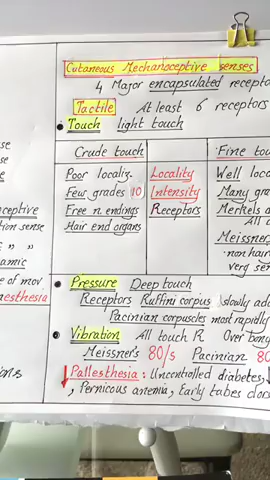 Cutaneous Mechanoceptive senses
4 Major encapsulated recepto
Tactile At least 6 receptors
Touch light touch
Crude touch Fine tou
Poor localiz. Locality Well loca
Few grades 10 Intensity Many gra
Free n endings Receptors Merkels d
Hair end organs All
Meissner
non hair
very sen
Pressure Deep touch
Receptors Ruffini corpus slowly ada
Pacinian corpuscles most rapidly
Vibration All touch R Over bony
Meissner's 80/s Pacinian 80
↓ Pallesthesia : Uncontrolled diabetes, ↓
, Pernicous anemia, Early tabes dors
se
se
e
ceptive
tion sense
" "
amic
e of mov
nesthesia
ons